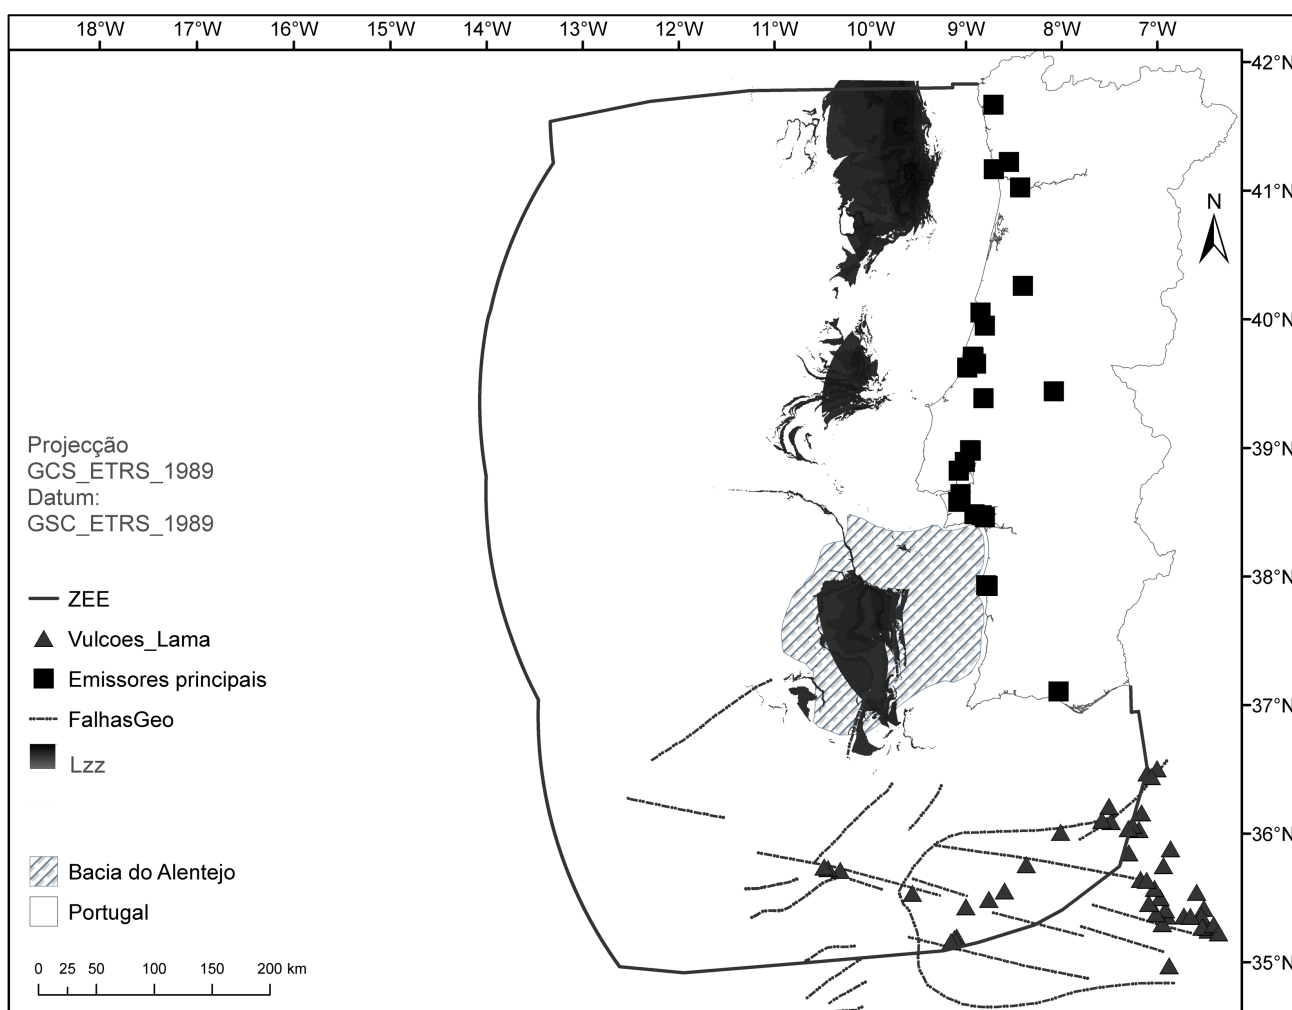 18°W 17°W 16°W 15°W 14°W 13°W 12°W 11°W 10°W 9°W 8°W 7°W
42°N
41°N
N
40°N
39°N
38°N
37°N
36°N
35°N
Projecção
GCS_ETRS_1989
Datum:
GSC_ETRS_1989
ZEE
Vulcoes_Lama
Emissores principais
FalhasGeo
Lzz
Bacia do Alentejo
Portugal
0 25 50 100 150 200 km